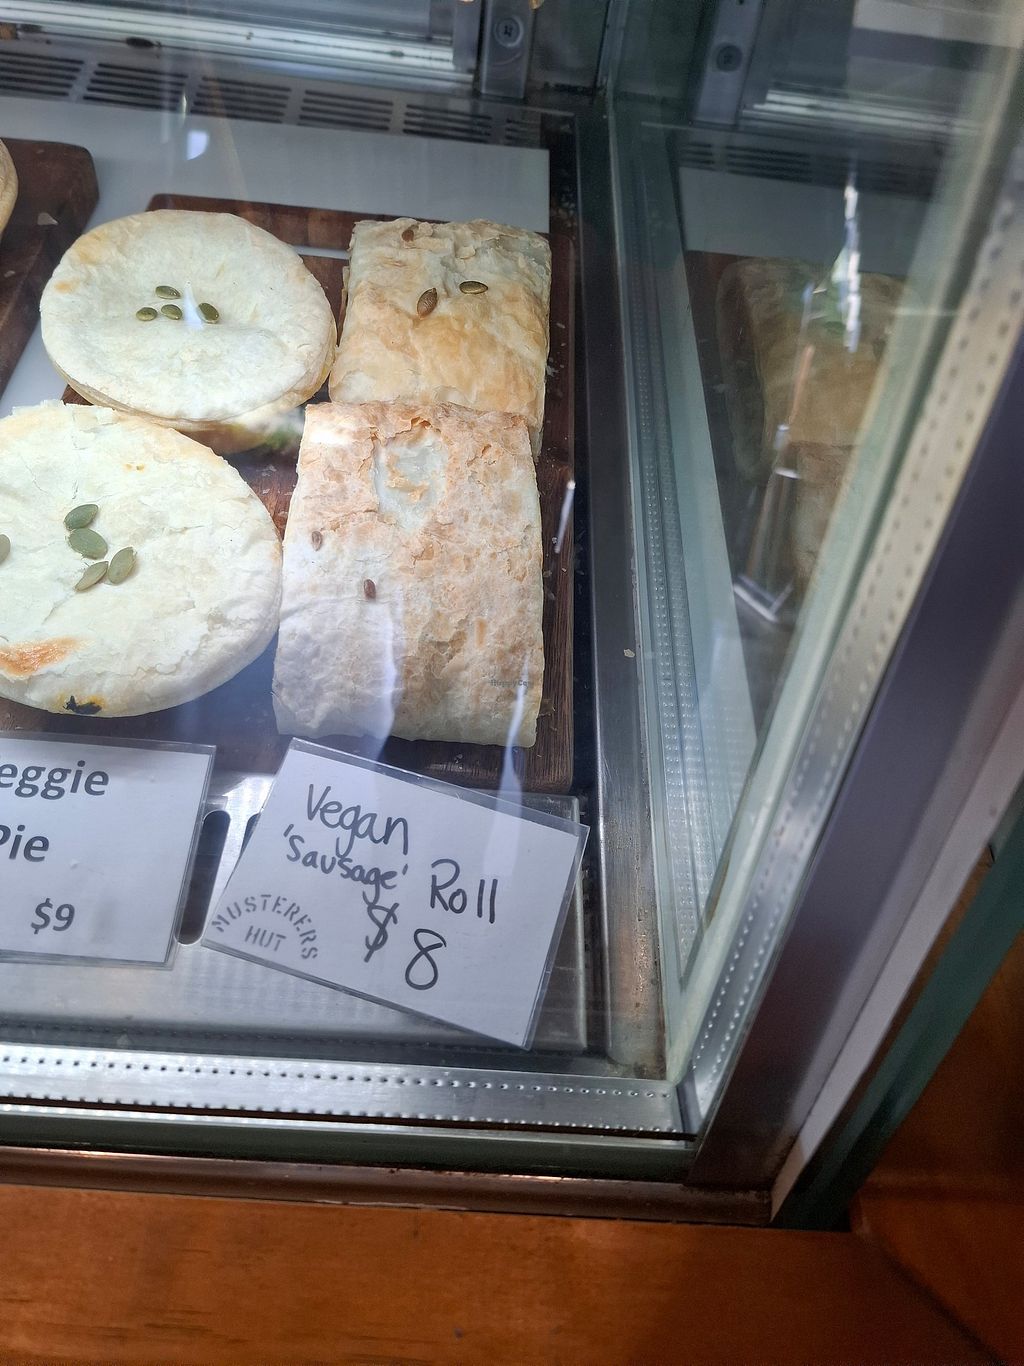 eggie
Pie
$9
Vegan
'Sausage' Roll
$8
MUSTERERS
HUT